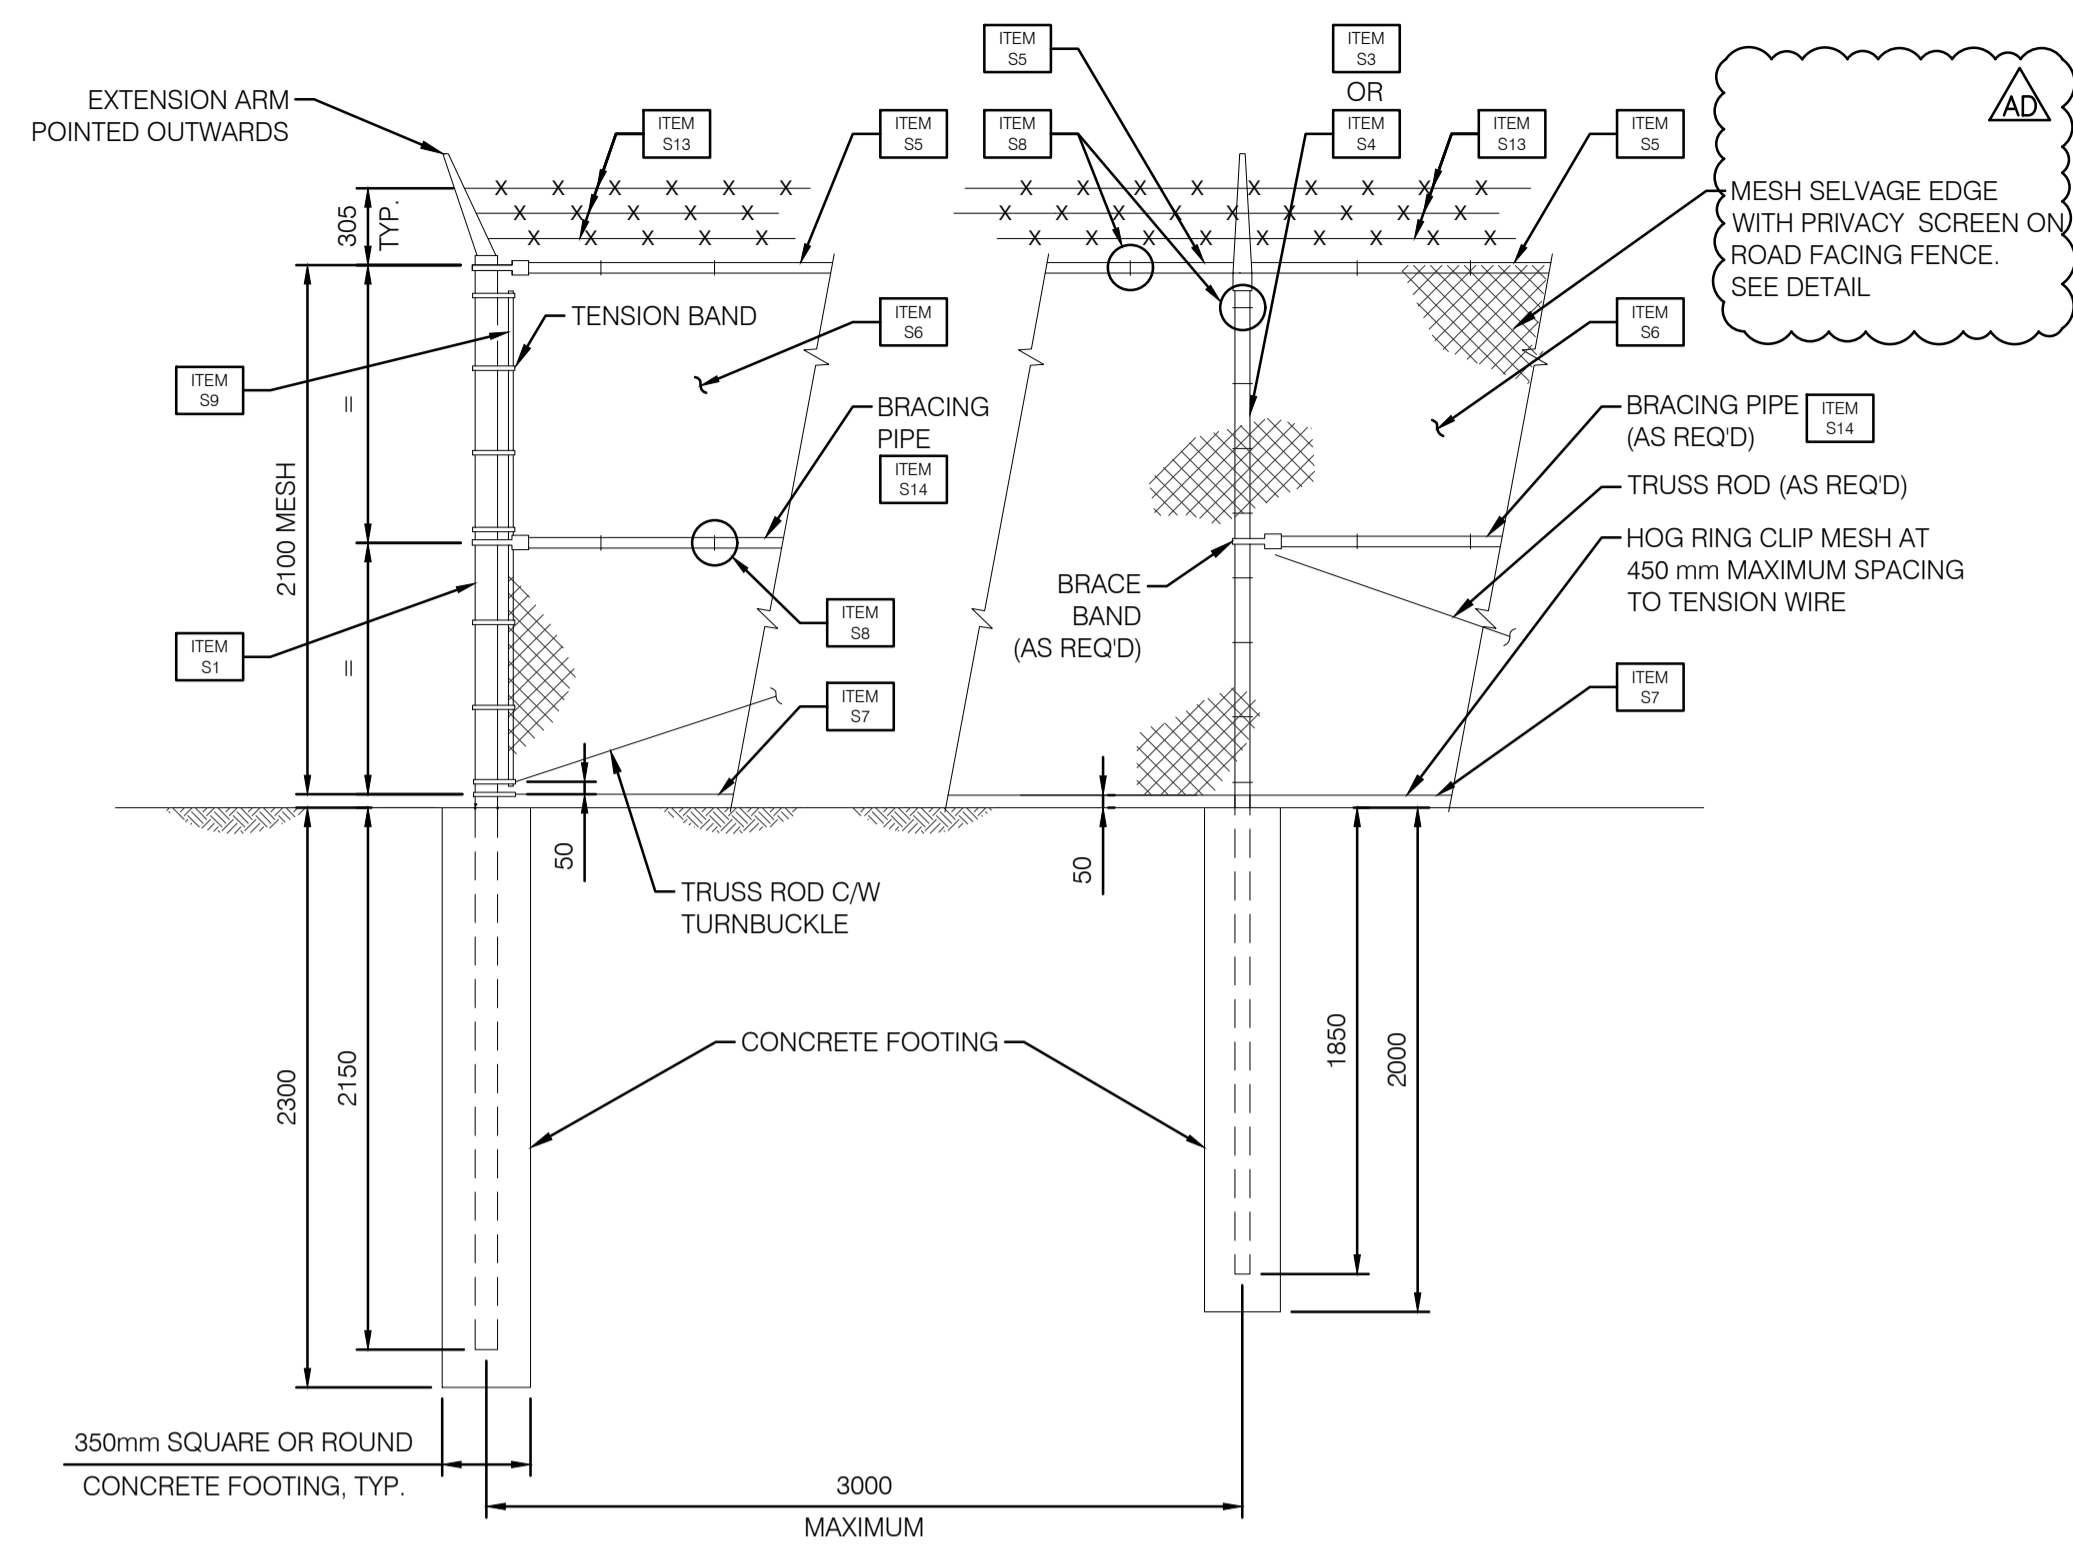 EXTENSION ARM
POINTED OUTWARDS
ITEM
S13
ITEM
S5
ITEM
S5
ITEM
S8
ITEM
S3
OR
ITEM
S4
ITEM
S13
ITEM
S5
AD
MESH SELVAGE EDGE
WITH PRIVACY SCREEN ON
ROAD FACING FENCE.
SEE DETAIL
305
TYP.
X X X X X X
X X X X X
X X X X X
X X X X X X X X X
X X X X X X X X X
X X X X X X X X X
TENSION BAND
ITEM
S6
ITEM
S6
ITEM
S9
=
2100 MESH
BRACING
PIPE
ITEM
S14
BRACING PIPE
(AS REQ'D)
ITEM
S14
TRUSS ROD (AS REQ'D)
HOG RING CLIP MESH AT
450 mm MAXIMUM SPACING
TO TENSION WIRE
BRACE
BAND
(AS REQ'D)
ITEM
S8
ITEM
S1
=
ITEM
S7
ITEM
S7
50
50
TRUSS ROD C/W
TURNBUCKLE
CONCRETE FOOTING
2300
2150
1850
2000
350mm SQUARE OR ROUND
CONCRETE FOOTING, TYP.
3000
MAXIMUM